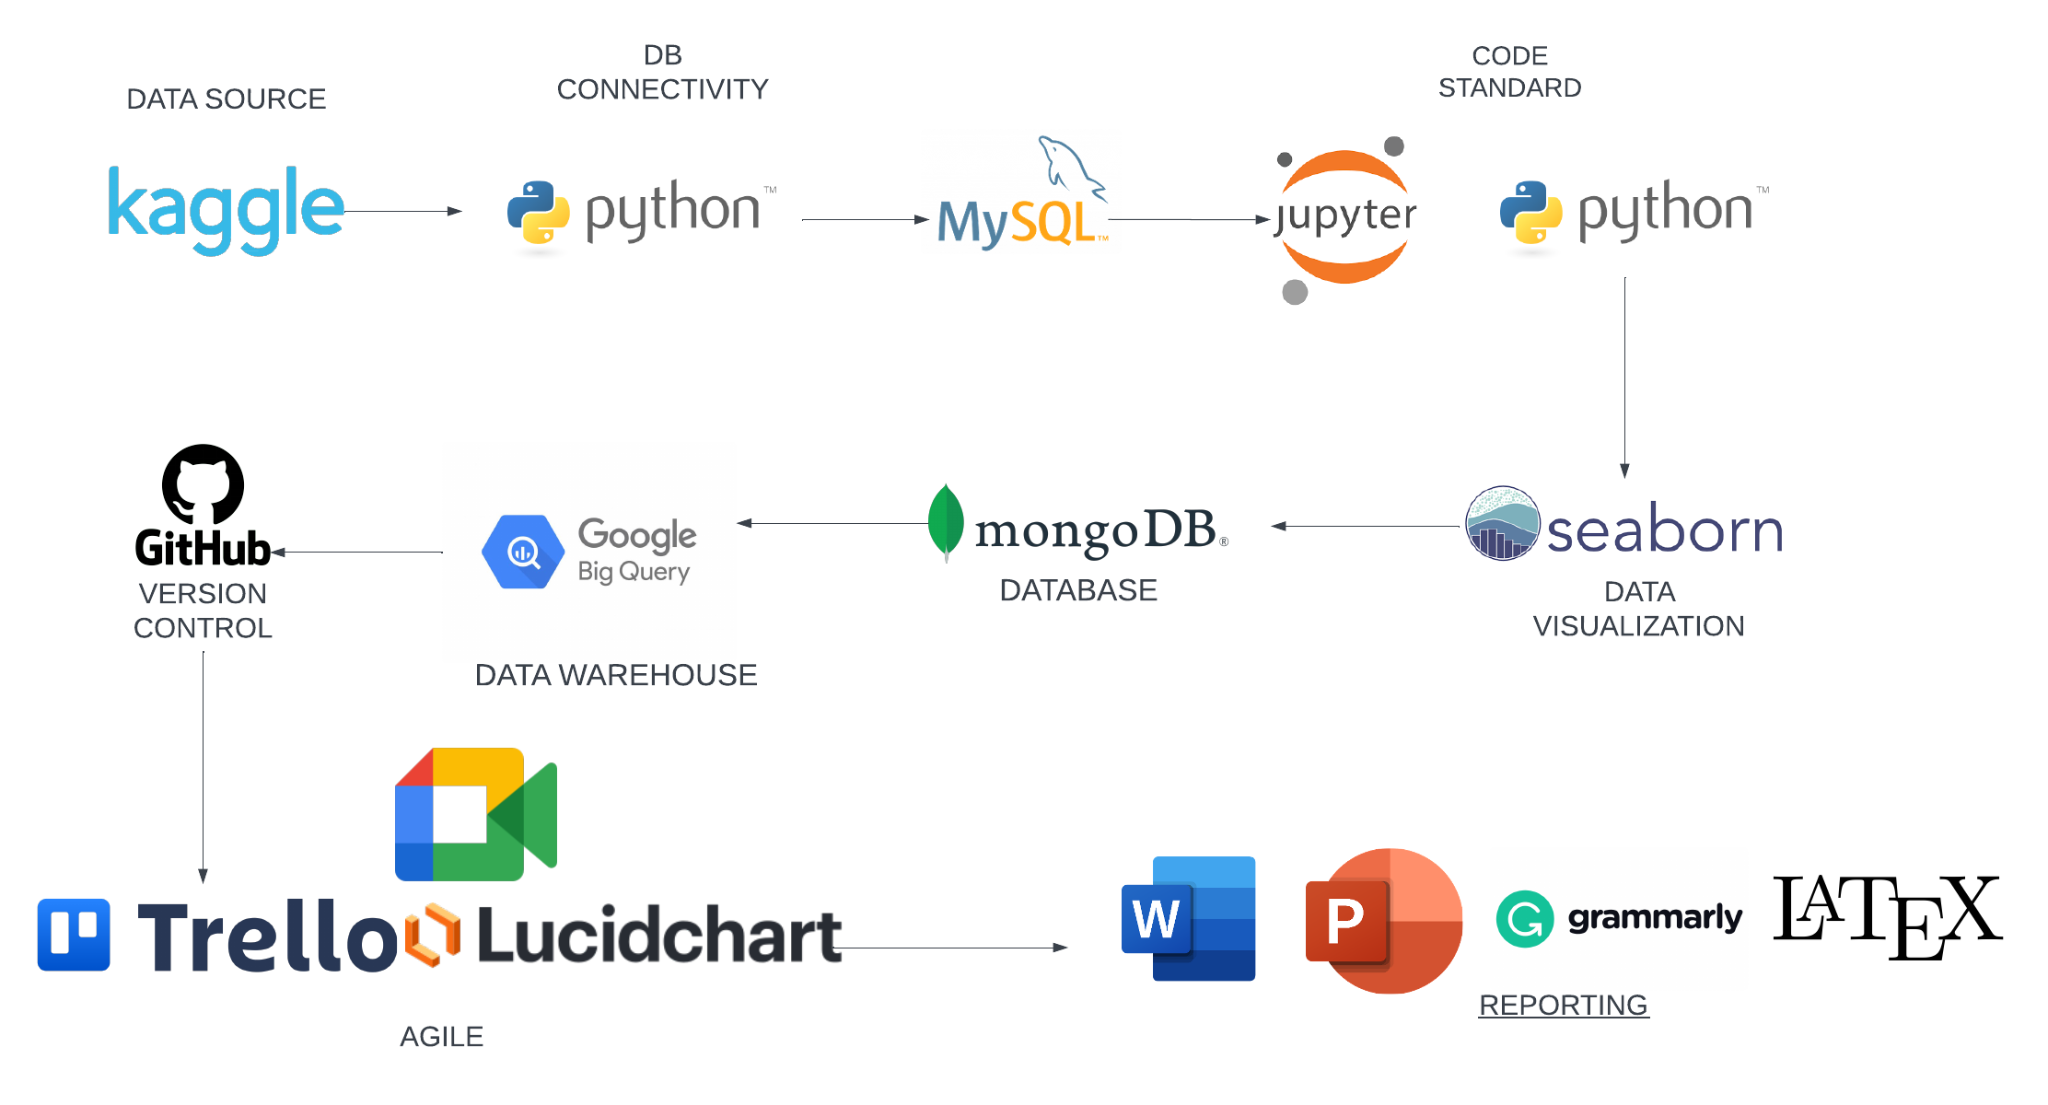 DATA SOURCE
DB
CONNECTIVITY
CODE
STANDARD
kaggle
python™
MySQL™
jupyter
python™
GitHub
VERSION
CONTROL
Google
Big Query
DATA WAREHOUSE
mongoDB®
DATABASE
seaborn
DATA
VISUALIZATION
Trello
Lucidchart
AGILE
W
P
G grammarly
LATEX
REPORTING